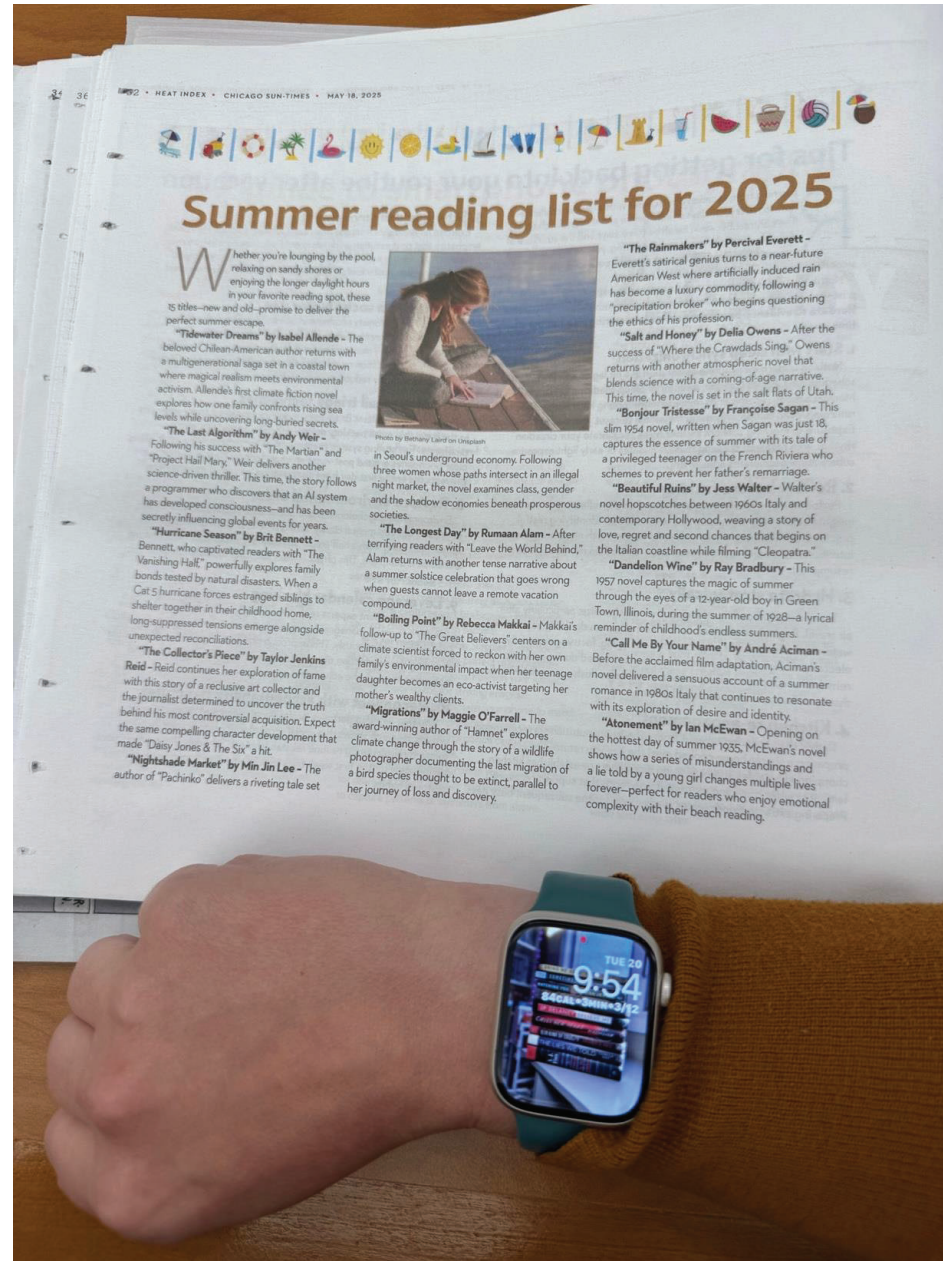 32 • HEAT INDEX • CHICAGO SUN-TIMES • MAY 18, 2025
Summer reading list for 2025
Whether you're lounging by the pool,
relaxing on sandy shores or
enjoying the longer daylight hours
in your favorite reading spot, these
15 titles—new and old—promise to deliver the
perfect summer escape.
"Tidewater Dreams" by Isabel Allende – The
beloved Chilean-American author returns with
a multigenerational saga set in a coastal town
where magical realism meets environmental
activism. Allende's first climate fiction novel
explores how one family confronts rising sea
levels while uncovering long-buried secrets.
"The Last Algorithm" by Andy Weir –
Following his success with "The Martian" and
"Project Hail Mary," Weir delivers another
science-driven thriller. This time, the story follows
a programmer who discovers that an AI system
has developed consciousness—and has been
secretly influencing global events for years.
"Hurricane Season" by Brit Bennett –
Bennett, who captivated readers with "The
Vanishing Half," powerfully explores family
bonds tested by natural disasters. When a
Cat 5 hurricane forces estranged siblings to
shelter together in their childhood home,
long-suppressed tensions emerge alongside
unexpected reconciliations.
"The Collector's Piece" by Taylor Jenkins
Reid – Reid continues her exploration of fame
with this story of a reclusive art collector and
the journalist determined to uncover the truth
behind his most controversial acquisition. Expect
the same compelling character development that
made "Daisy Jones & The Six" a hit.
"Nightshade Market" by Min Jin Lee – The
author of "Pachinko" delivers a riveting tale set
Photo by Bethany Laird on Unsplash
in Seoul's underground economy. Following
three women whose paths intersect in an illegal
night market, the novel examines class, gender
and the shadow economies beneath prosperous
societies.
"The Longest Day" by Rumaan Alam – After
terrifying readers with "Leave the World Behind,"
Alam returns with another tense narrative about
a summer solstice celebration that goes wrong
when guests cannot leave a remote vacation
compound.
"Boiling Point" by Rebecca Makkai – Makkai's
follow-up to "The Great Believers" centers on a
climate scientist forced to reckon with her own
family's environmental impact when her teenage
daughter becomes an eco-activist targeting her
mother's wealthy clients.
"Migrations" by Maggie O'Farrell – The
award-winning author of "Hamnet" explores
climate change through the story of a wildlife
photographer documenting the last migration of
a bird species thought to be extinct, parallel to
her journey of loss and discovery.
"The Rainmakers" by Percival Everett –
Everett's satirical genius turns to a near-future
American West where artificially induced rain
has become a luxury commodity, following a
"precipitation broker" who begins questioning
the ethics of his profession.
"Salt and Honey" by Delia Owens – After the
success of "Where the Crawdads Sing," Owens
returns with another atmospheric novel that
blends science with a coming-of-age narrative.
This time, the novel is set in the salt flats of Utah.
"Bonjour Tristesse" by Françoise Sagan – This
slim 1954 novel, written when Sagan was just 18,
captures the essence of summer with its tale of
a privileged teenager on the French Riviera who
schemes to prevent her father's remarriage.
"Beautiful Ruins" by Jess Walter – Walter's
novel hopscotches between 1960s Italy and
contemporary Hollywood, weaving a story of
love, regret and second chances that begins on
the Italian coastline while filming "Cleopatra."
"Dandelion Wine" by Ray Bradbury – This
1957 novel captures the magic of summer
through the eyes of a 12-year-old boy in Green
Town, Illinois, during the summer of 1928—a lyrical
reminder of childhood's endless summers.
"Call Me By Your Name" by André Aciman –
Before the acclaimed film adaptation, Aciman's
novel delivered a sensuous account of a summer
romance in 1980s Italy that continues to resonate
with its exploration of desire and identity.
"Atonement" by Ian McEwan – Opening on
the hottest day of summer 1935, McEwan's novel
shows how a series of misunderstandings and
a lie told by a young girl changes multiple lives
forever—perfect for readers who enjoy emotional
complexity with their beach reading.
TUE 20
9:54
84CAL•3MIN•3/12